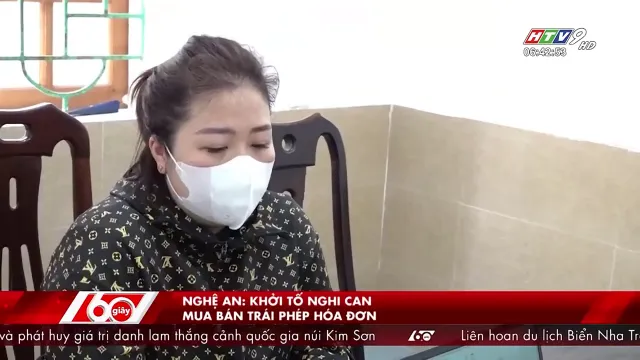 HTV9 HD
06:42:53
60 giây
NGHỆ AN: KHỞI TỐ NGHI CAN
MUA BÁN TRÁI PHÉP HÓA ĐƠN
và phát huy giá trị danh lam thắng cảnh quốc gia núi Kim Sơn 60 giây Liên hoan du lịch Biển Nha Tr